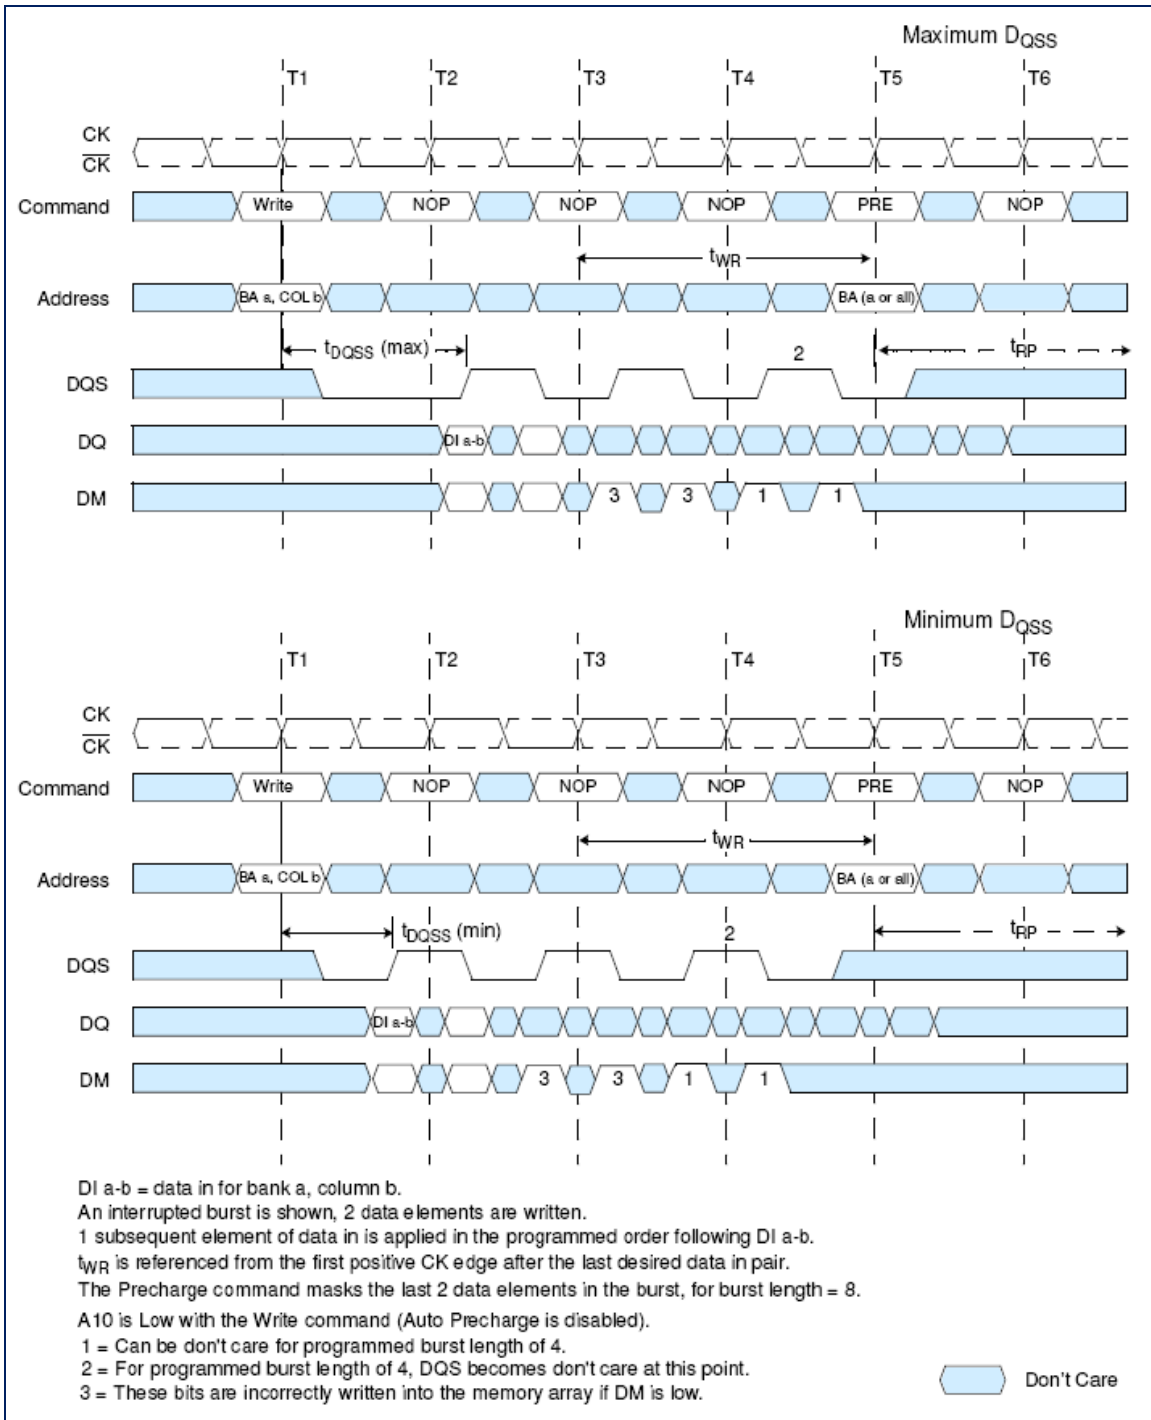 Maximum DQSS
T1 T2 T3 T4 T5 T6
CK
CK
Command Write NOP NOP NOP PRE NOP
tWR
Address BA a, COL b BA (a or all)
tDQSS (max) 2 tRP
DQS
DQ DI a-b
DM 3 3 1 1
Minimum DQSS
T1 T2 T3 T4 T5 T6
CK
CK
Command Write NOP NOP NOP PRE NOP
tWR
Address BA a, COL b BA (a or all)
tDQSS (min) 2 tRP
DQS
DQ DI a-b
DM 3 3 1 1
DI a-b = data in for bank a, column b.
An interrupted burst is shown, 2 data elements are written.
1 subsequent element of data in is applied in the programmed order following DI a-b.
tWR is referenced from the first positive CK edge after the last desired data in pair.
The Precharge command masks the last 2 data elements in the burst, for burst length = 8.
A10 is Low with the Write command (Auto Precharge is disabled).
1 = Can be don't care for programmed burst length of 4.
2 = For programmed burst length of 4, DQS becomes don't care at this point.
3 = These bits are incorrectly written into the memory array if DM is low.
Don't Care